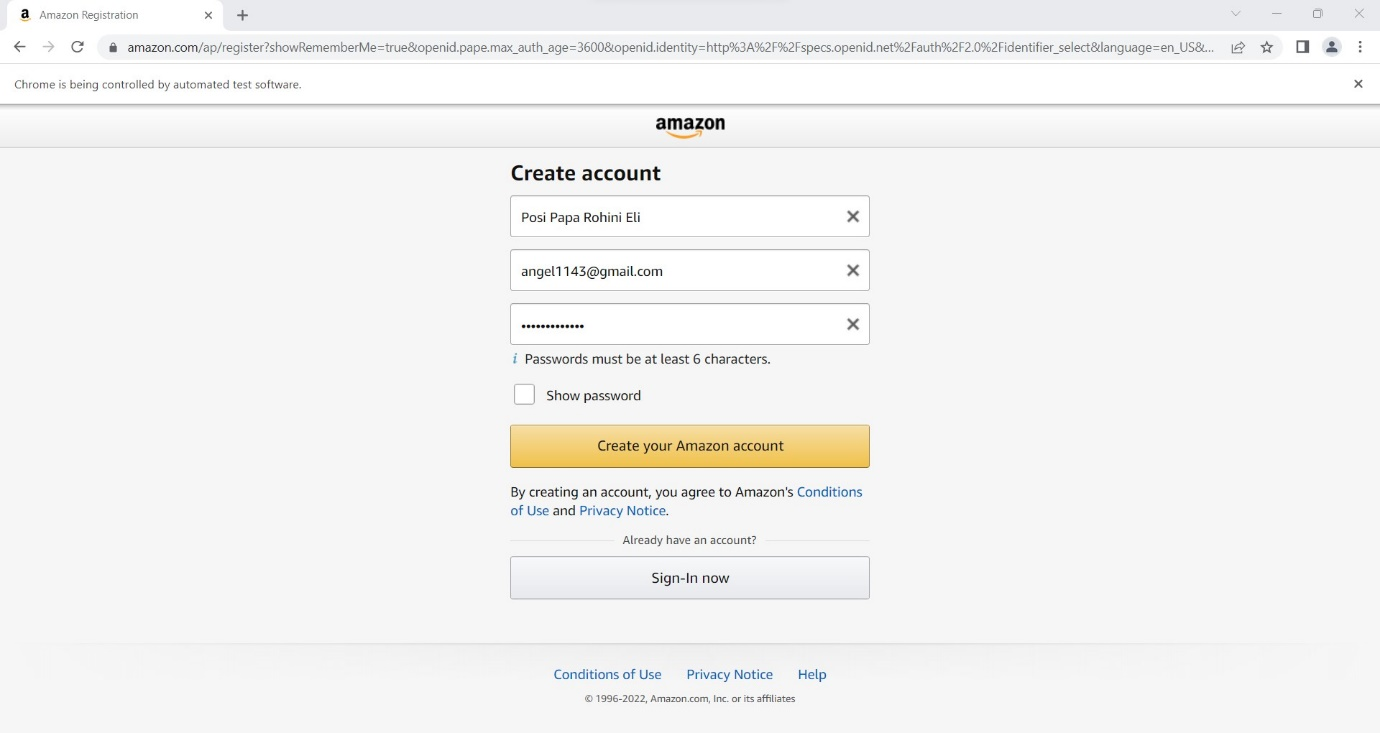 Amazon Registration
amazon.com/ap/register?showRememberMe=true&openid.pape.max_auth_age=3600&openid.identity=http%3A%2F%2Fspecs.openid.net%2Fauth%2F2.0%2Fidentifier_select&language=en_US&...
Chrome is being controlled by automated test software.
amazon
Create account
Posi Papa Rohini Eli
angel1143@gmail.com
•••••••••••••
i Passwords must be at least 6 characters.
Show password
Create your Amazon account
By creating an account, you agree to Amazon's Conditions
of Use and Privacy Notice.
Already have an account?
Sign-In now
Conditions of Use Privacy Notice Help
© 1996-2022, Amazon.com, Inc. or its affiliates